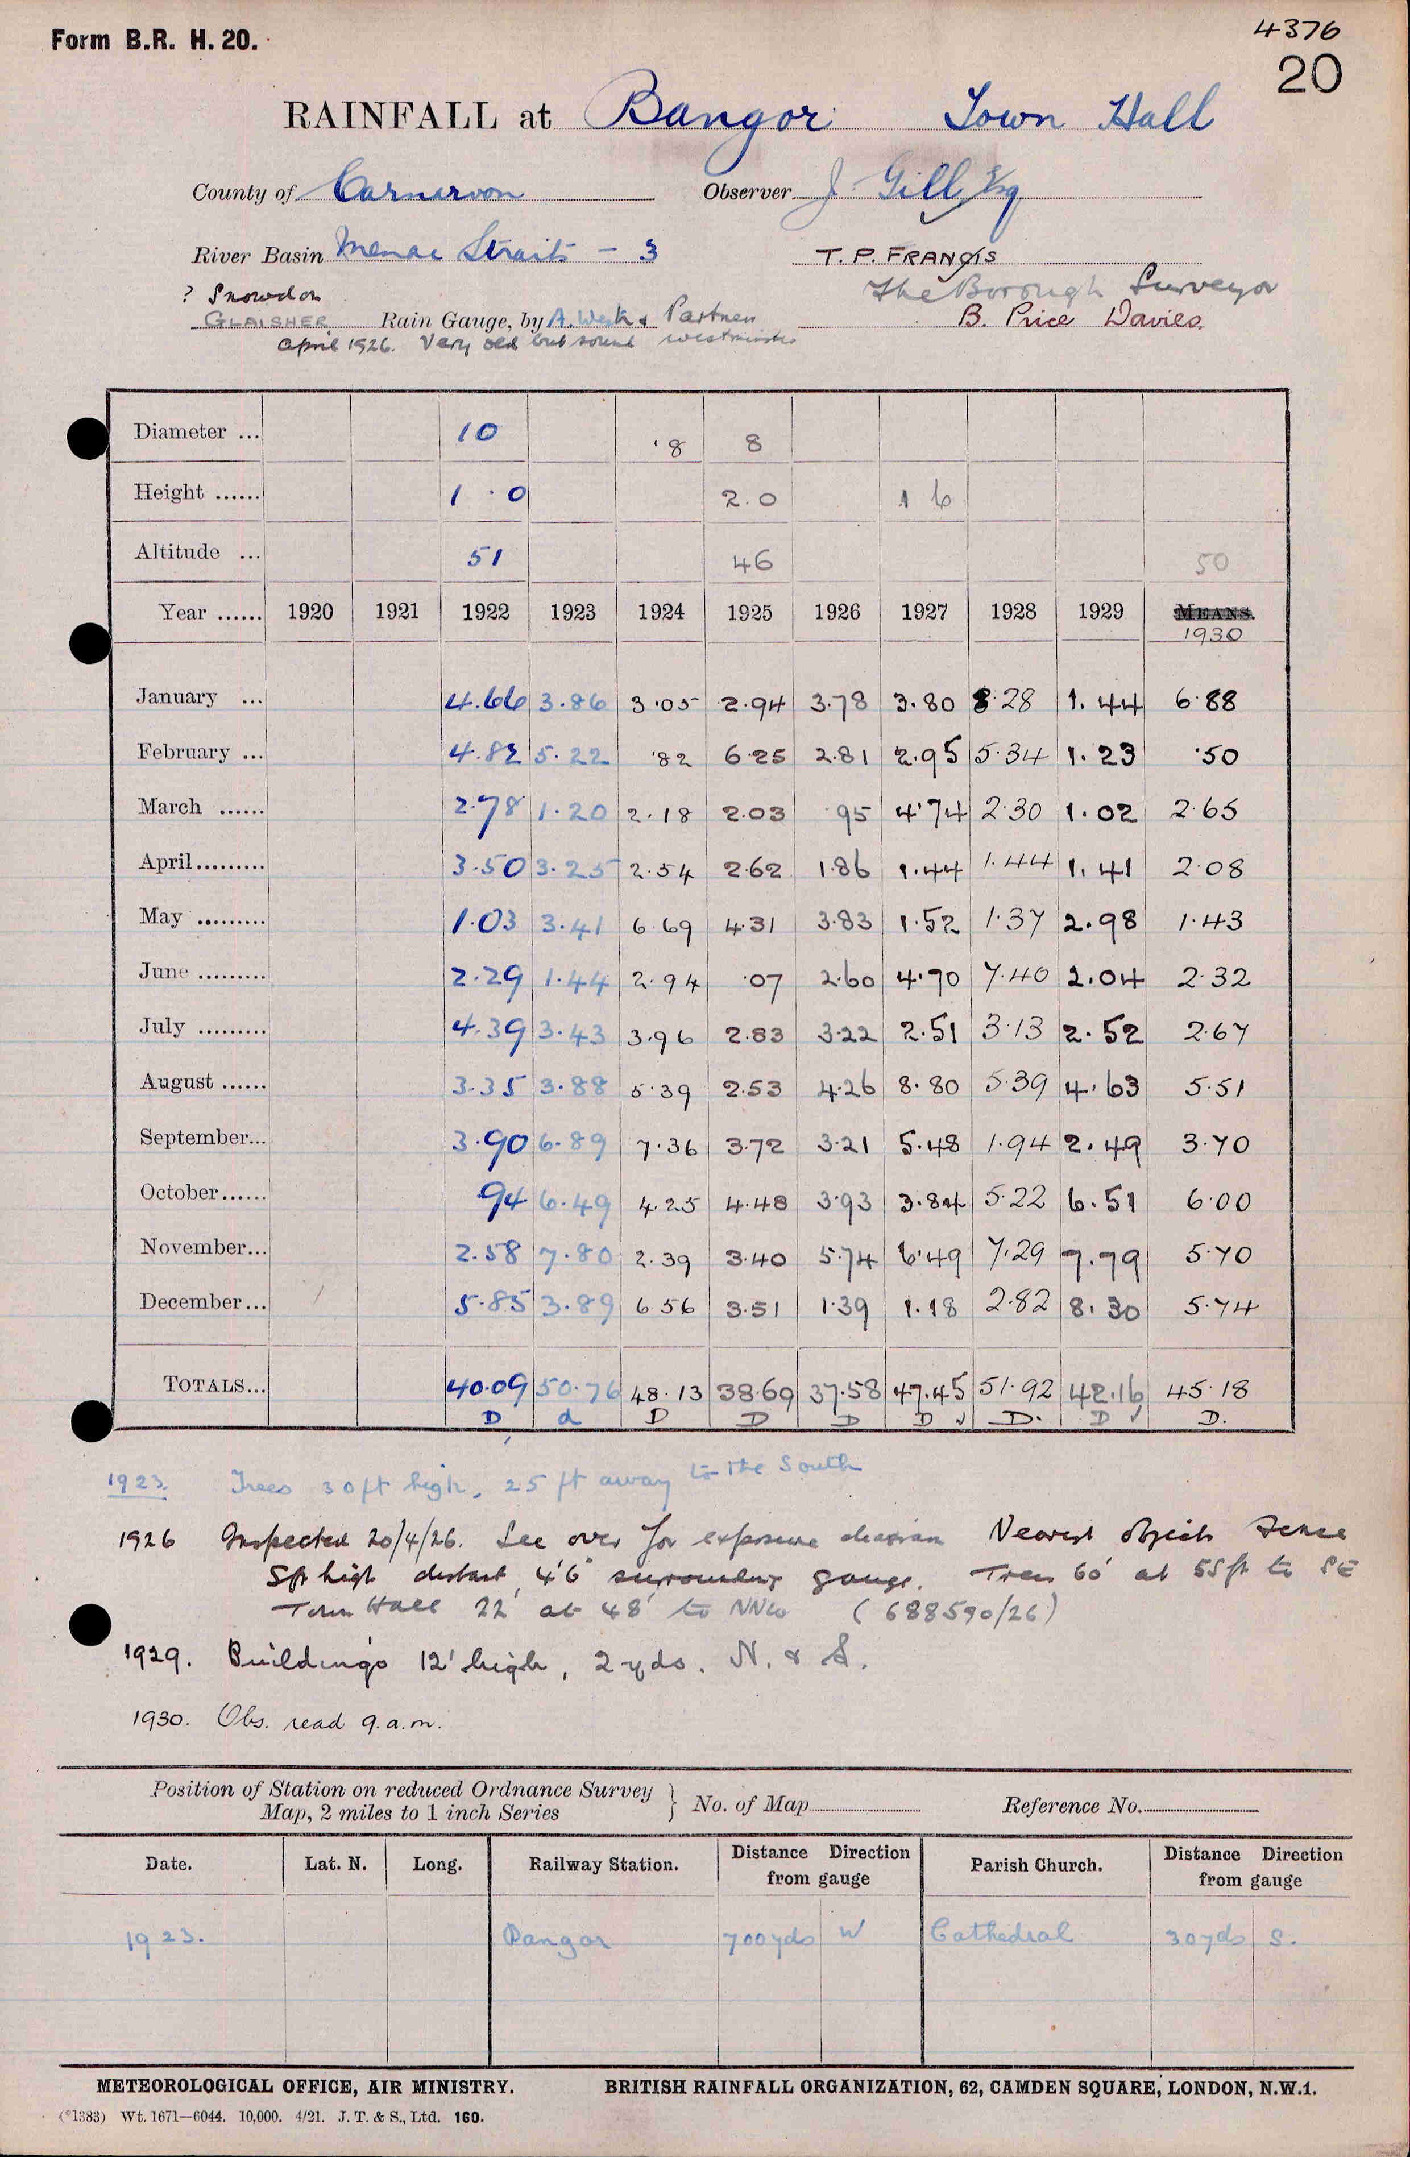 Form B.R. H. 20.
4376
20
RAINFALL at Bangor Town Hall
County of Carnarvon Observer J Gill Esq
River Basin Menai Straits - 3 T. P. FRANCIS
? Snowdon The Borough Surveyor
GLAISHER Rain Gauge, by A. West & Partners B. Price Davies.
April 1926. Very old but sound Westminster
Diameter ... 10 '8 8
Height ...... 1 . 0 2.0 1 6
Altitude ... 51 46 50
Year ...... 1920 1921 1922 1923 1924 1925 1926 1927 1928 1929 MEANS.
1930
January ... 4.66 3.86 3.05 2.94 3.78 3.80 8.28 1.44 6.88
February ... 4.82 5.22 .82 6.25 2.81 2.95 5.34 1.23 .50
March ...... 2.78 1.20 2.18 2.03 .95 4.74 2.30 1.02 2.65
April......... 3.50 3.25 2.54 2.62 1.86 1.44 1.44 1.41 2.08
May ......... 1.03 3.41 6.69 4.31 3.83 1.52 1.37 2.98 1.43
June ......... 2.29 1.44 2.94 .07 2.60 4.70 7.40 2.04 2.32
July ......... 4.39 3.43 3.96 2.83 3.22 2.51 3.13 2.52 2.67
August ...... 3.35 3.88 5.39 2.53 4.26 8.80 5.39 4.63 5.51
September... 3.90 6.89 7.36 3.72 3.21 5.48 1.94 2.49 3.70
October...... .94 6.49 4.25 4.48 3.93 3.84 5.22 6.51 6.00
November... 2.58 7.80 2.39 3.40 5.74 6.49 7.29 7.79 5.70
December... 5.85 3.89 6.56 3.51 1.39 1.18 2.82 8.30 5.74
TOTALS... 40.09 50.76 48.13 38.69 37.58 47.45 51.92 42.16 45.18
D d D D D D √ D. D √ D.
1923. Trees 30ft high, 25 ft away to the South
1926 Inspected 20/4/26. See over for exposure Nearest objects Fence
5ft high distant 4'6" surrounding gauge. Trees 60' at 55ft to SE
Town Hall 22' at 48' to NNW (688590/26)
1929. Buildings 12' high, 2 yds. N. & S.
1930. Obs. read 9.a.m.
Position of Station on reduced Ordnance Survey
Map, 2 miles to 1 inch Series } No. of Map Reference No.
Date. Lat. N. Long. Railway Station. Distance Direction from gauge Parish Church. Distance Direction from gauge
1923. Bangor 700yds W Cathedral 30yds S.
METEOROLOGICAL OFFICE, AIR MINISTRY. BRITISH RAINFALL ORGANIZATION, 62, CAMDEN SQUARE, LONDON, N.W.1.
(*1383) Wt. 1671—6044. 10,000. 4/21. J. T. & S., Ltd. 160.